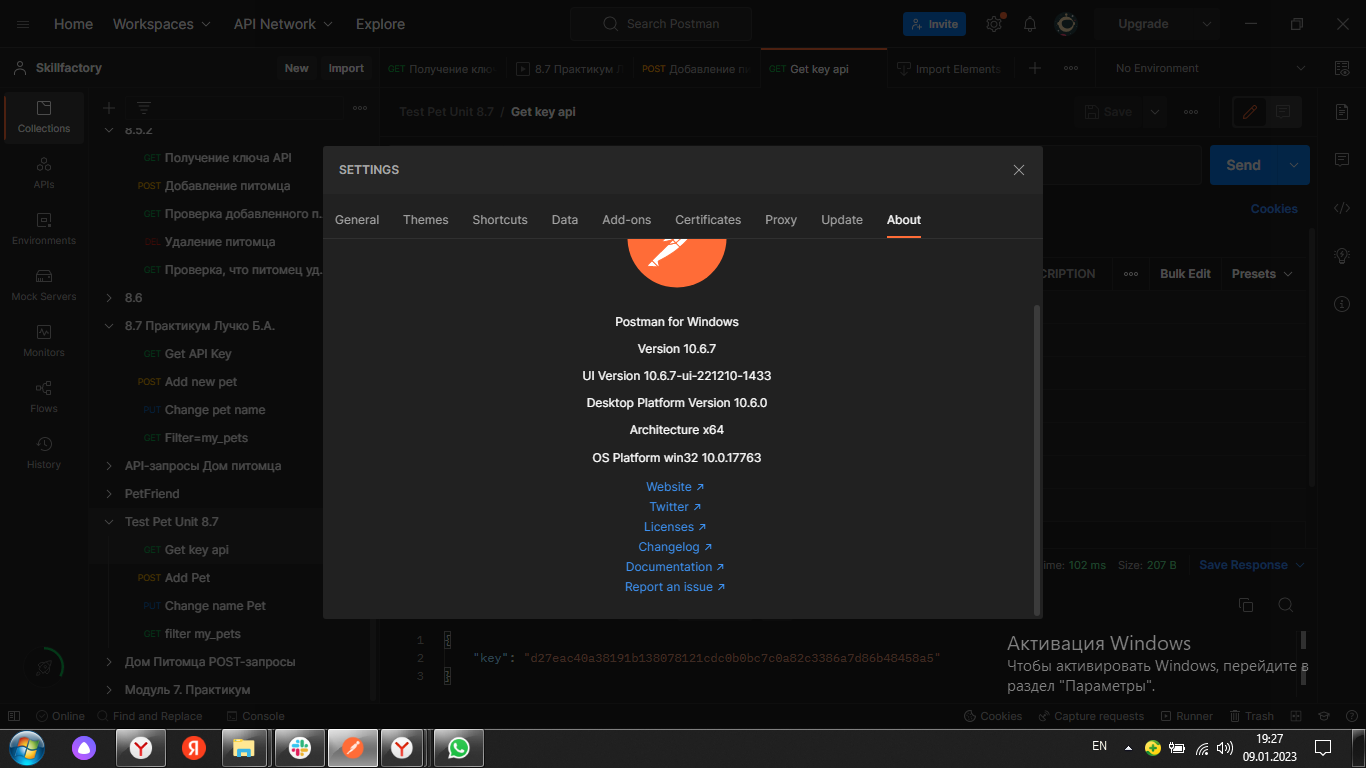 Home Workspaces API Network Explore Search Postman Invite Upgrade
Skillfactory New Import GET Получение клю POST Добавление п GET Get key api Import Elements No Environment
8.7 Практикум Л
Collections
APIs
Environments
Mock Servers
Monitors
Flows
History
8.5.2
GET Получение ключа API
POST Добавление питомца
GET Проверка добавленного п...
DEL Удаление питомца
GET Проверка, что питомец уд...
8.6
8.7 Практикум Лучко Б.А.
GET Get API Key
POST Add new pet
PUT Change pet name
GET Filter=my_pets
API-запросы Дом питомца
PetFriend
Test Pet Unit 8.7
GET Get key api
POST Add Pet
PUT Change name Pet
GET filter my_pets
Дом Питомца POST-запросы
Модуль 7. Практикум
Test Pet Unit 8.7 / Get key api Save
Send
Cookies
CRIPTION Bulk Edit Presets
SETTINGS
General Themes Shortcuts Data Add-ons Certificates Proxy Update About
Postman for Windows
Version 10.6.7
UI Version 10.6.7-ui-221210-1433
Desktop Platform Version 10.6.0
Architecture x64
OS Platform win32 10.0.17763
Website ↗
Twitter ↗
Licenses ↗
Changelog ↗
Documentation ↗
Report an issue ↗
ime: 102 ms Size: 207 B Save Response
1 {
2 "key": "d27eac40a38191b138078121cdc0b0bc7c0a82c3386a7d86b48458a5"
3 }
Активация Windows
Чтобы активировать Windows, перейдите в
раздел "Параметры".
Online Find and Replace Console Cookies Capture requests Runner Trash
EN 19:27
09.01.2023